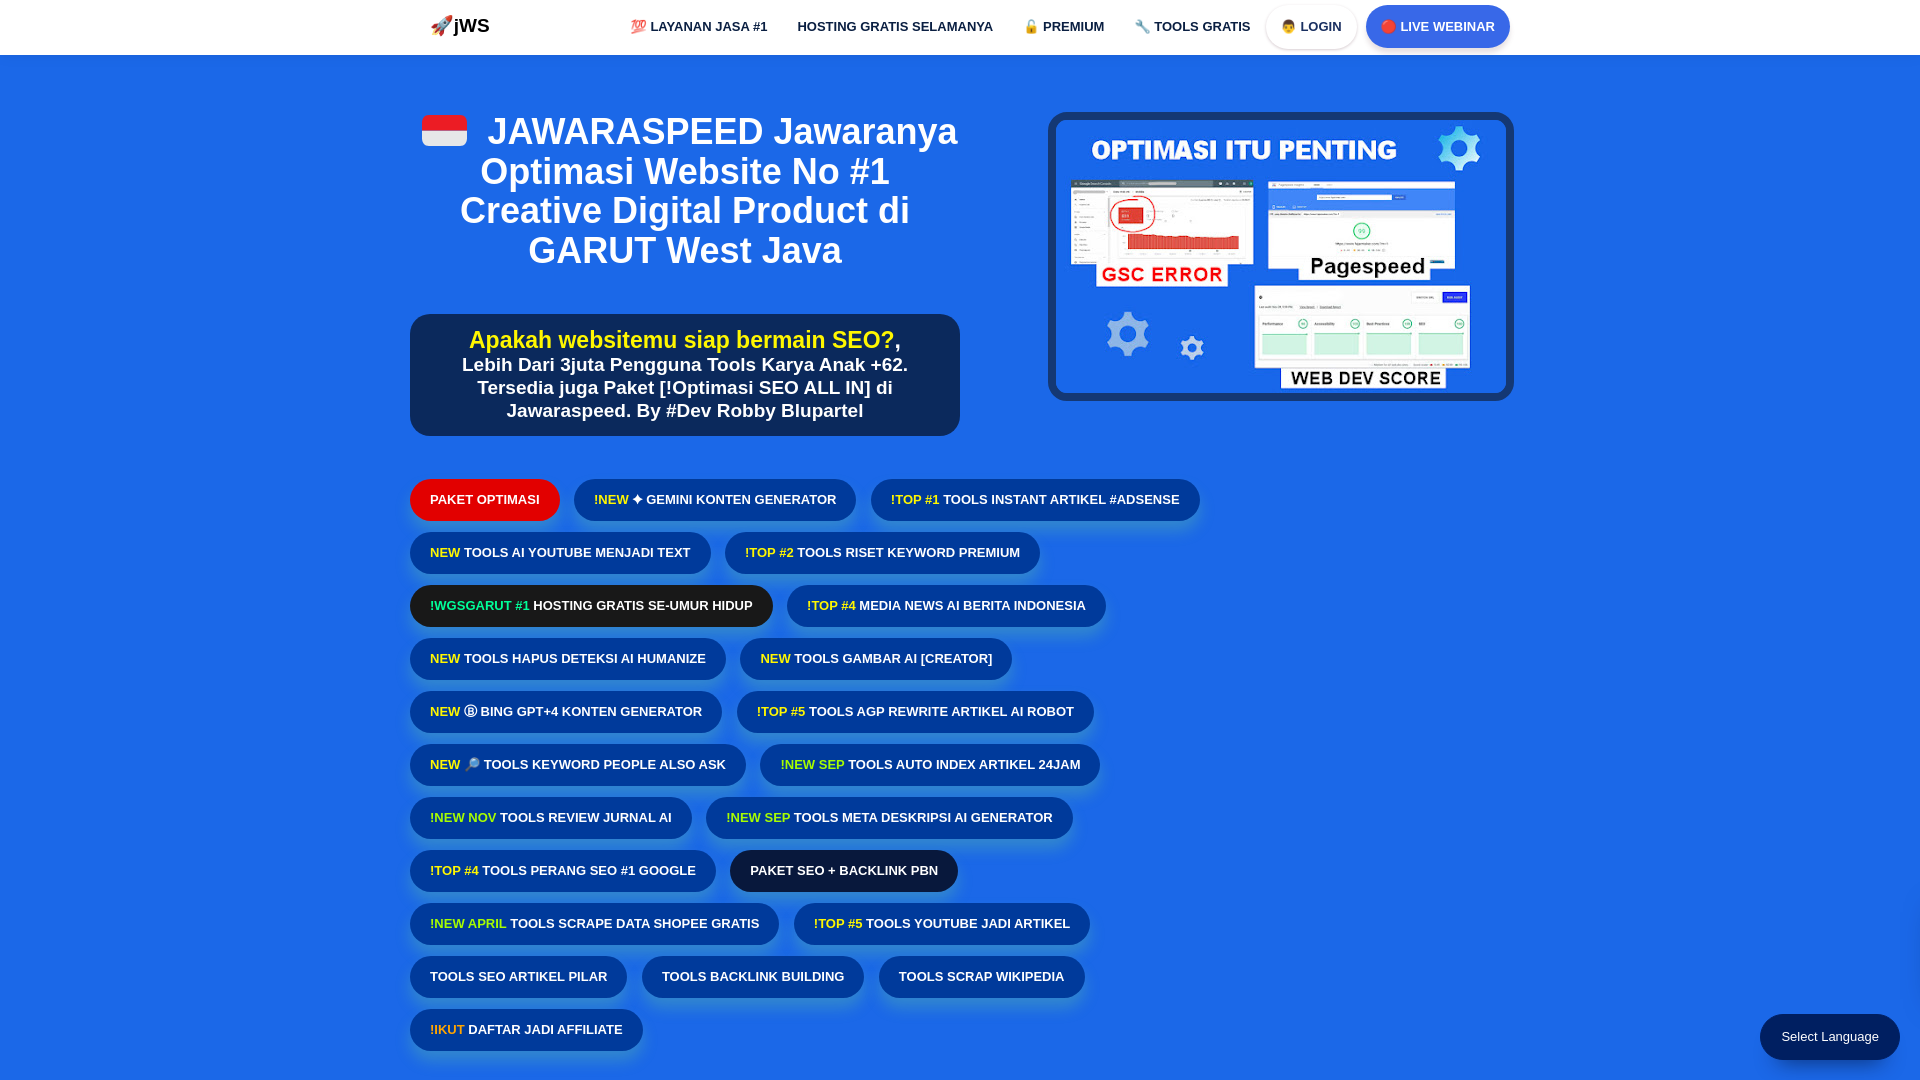 🚀jWS
💯 LAYANAN JASA #1
HOSTING GRATIS SELAMANYA
🔓 PREMIUM
🔧 TOOLS GRATIS
👨 LOGIN
🔴 LIVE WEBINAR
JAWARASPEED Jawaranya
Optimasi Website No #1
Creative Digital Product di
GARUT West Java
OPTIMASI ITU PENTING
GSC ERROR
Pagespeed
WEB DEV SCORE
Apakah websitemu siap bermain SEO?,
Lebih Dari 3juta Pengguna Tools Karya Anak +62.
Tersedia juga Paket [!Optimasi SEO ALL IN] di
Jawaraspeed. By #Dev Robby Blupartel
PAKET OPTIMASI
!NEW ✦ GEMINI KONTEN GENERATOR
!TOP #1 TOOLS INSTANT ARTIKEL #ADSENSE
NEW TOOLS AI YOUTUBE MENJADI TEXT
!TOP #2 TOOLS RISET KEYWORD PREMIUM
!WGSGARUT #1 HOSTING GRATIS SE-UMUR HIDUP
!TOP #4 MEDIA NEWS AI BERITA INDONESIA
NEW TOOLS HAPUS DETEKSI AI HUMANIZE
NEW TOOLS GAMBAR AI [CREATOR]
NEW Ⓑ BING GPT+4 KONTEN GENERATOR
!TOP #5 TOOLS AGP REWRITE ARTIKEL AI ROBOT
NEW 🔎 TOOLS KEYWORD PEOPLE ALSO ASK
!NEW SEP TOOLS AUTO INDEX ARTIKEL 24JAM
!NEW NOV TOOLS REVIEW JURNAL AI
!NEW SEP TOOLS META DESKRIPSI AI GENERATOR
!TOP #4 TOOLS PERANG SEO #1 GOOGLE
PAKET SEO + BACKLINK PBN
!NEW APRIL TOOLS SCRAPE DATA SHOPEE GRATIS
!TOP #5 TOOLS YOUTUBE JADI ARTIKEL
TOOLS SEO ARTIKEL PILAR
TOOLS BACKLINK BUILDING
TOOLS SCRAP WIKIPEDIA
!IKUT DAFTAR JADI AFFILIATE
Select Language